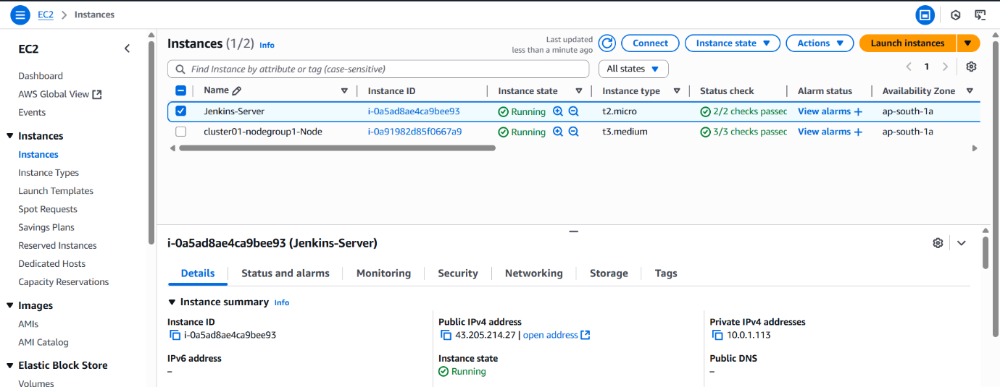 EC2 > Instances
EC2
Dashboard
AWS Global View
Events
Instances
Instances
Instance Types
Launch Templates
Spot Requests
Savings Plans
Reserved Instances
Dedicated Hosts
Capacity Reservations
Images
AMIs
AMI Catalog
Elastic Block Store
Volumes
Instances (1/2) Info
Last updated
less than a minute ago
Connect
Instance state
Actions
Launch instances
Find Instance by attribute or tag (case-sensitive)
All states
1
Name Instance ID Instance state Instance type Status check Alarm status Availability Zone
Jenkins-Server i-0a5ad8ae4ca9bee93 Running t2.micro 2/2 checks passec View alarms + ap-south-1a
cluster01-nodegroup1-Node i-0a91982d85f0667a9 Running t3.medium 3/3 checks passec View alarms + ap-south-1a
i-0a5ad8ae4ca9bee93 (Jenkins-Server)
Details Status and alarms Monitoring Security Networking Storage Tags
Instance summary Info
Instance ID
i-0a5ad8ae4ca9bee93
Public IPv4 address
43.205.214.27 | open address
Private IPv4 addresses
10.0.1.113
IPv6 address
–
Instance state
Running
Public DNS
–